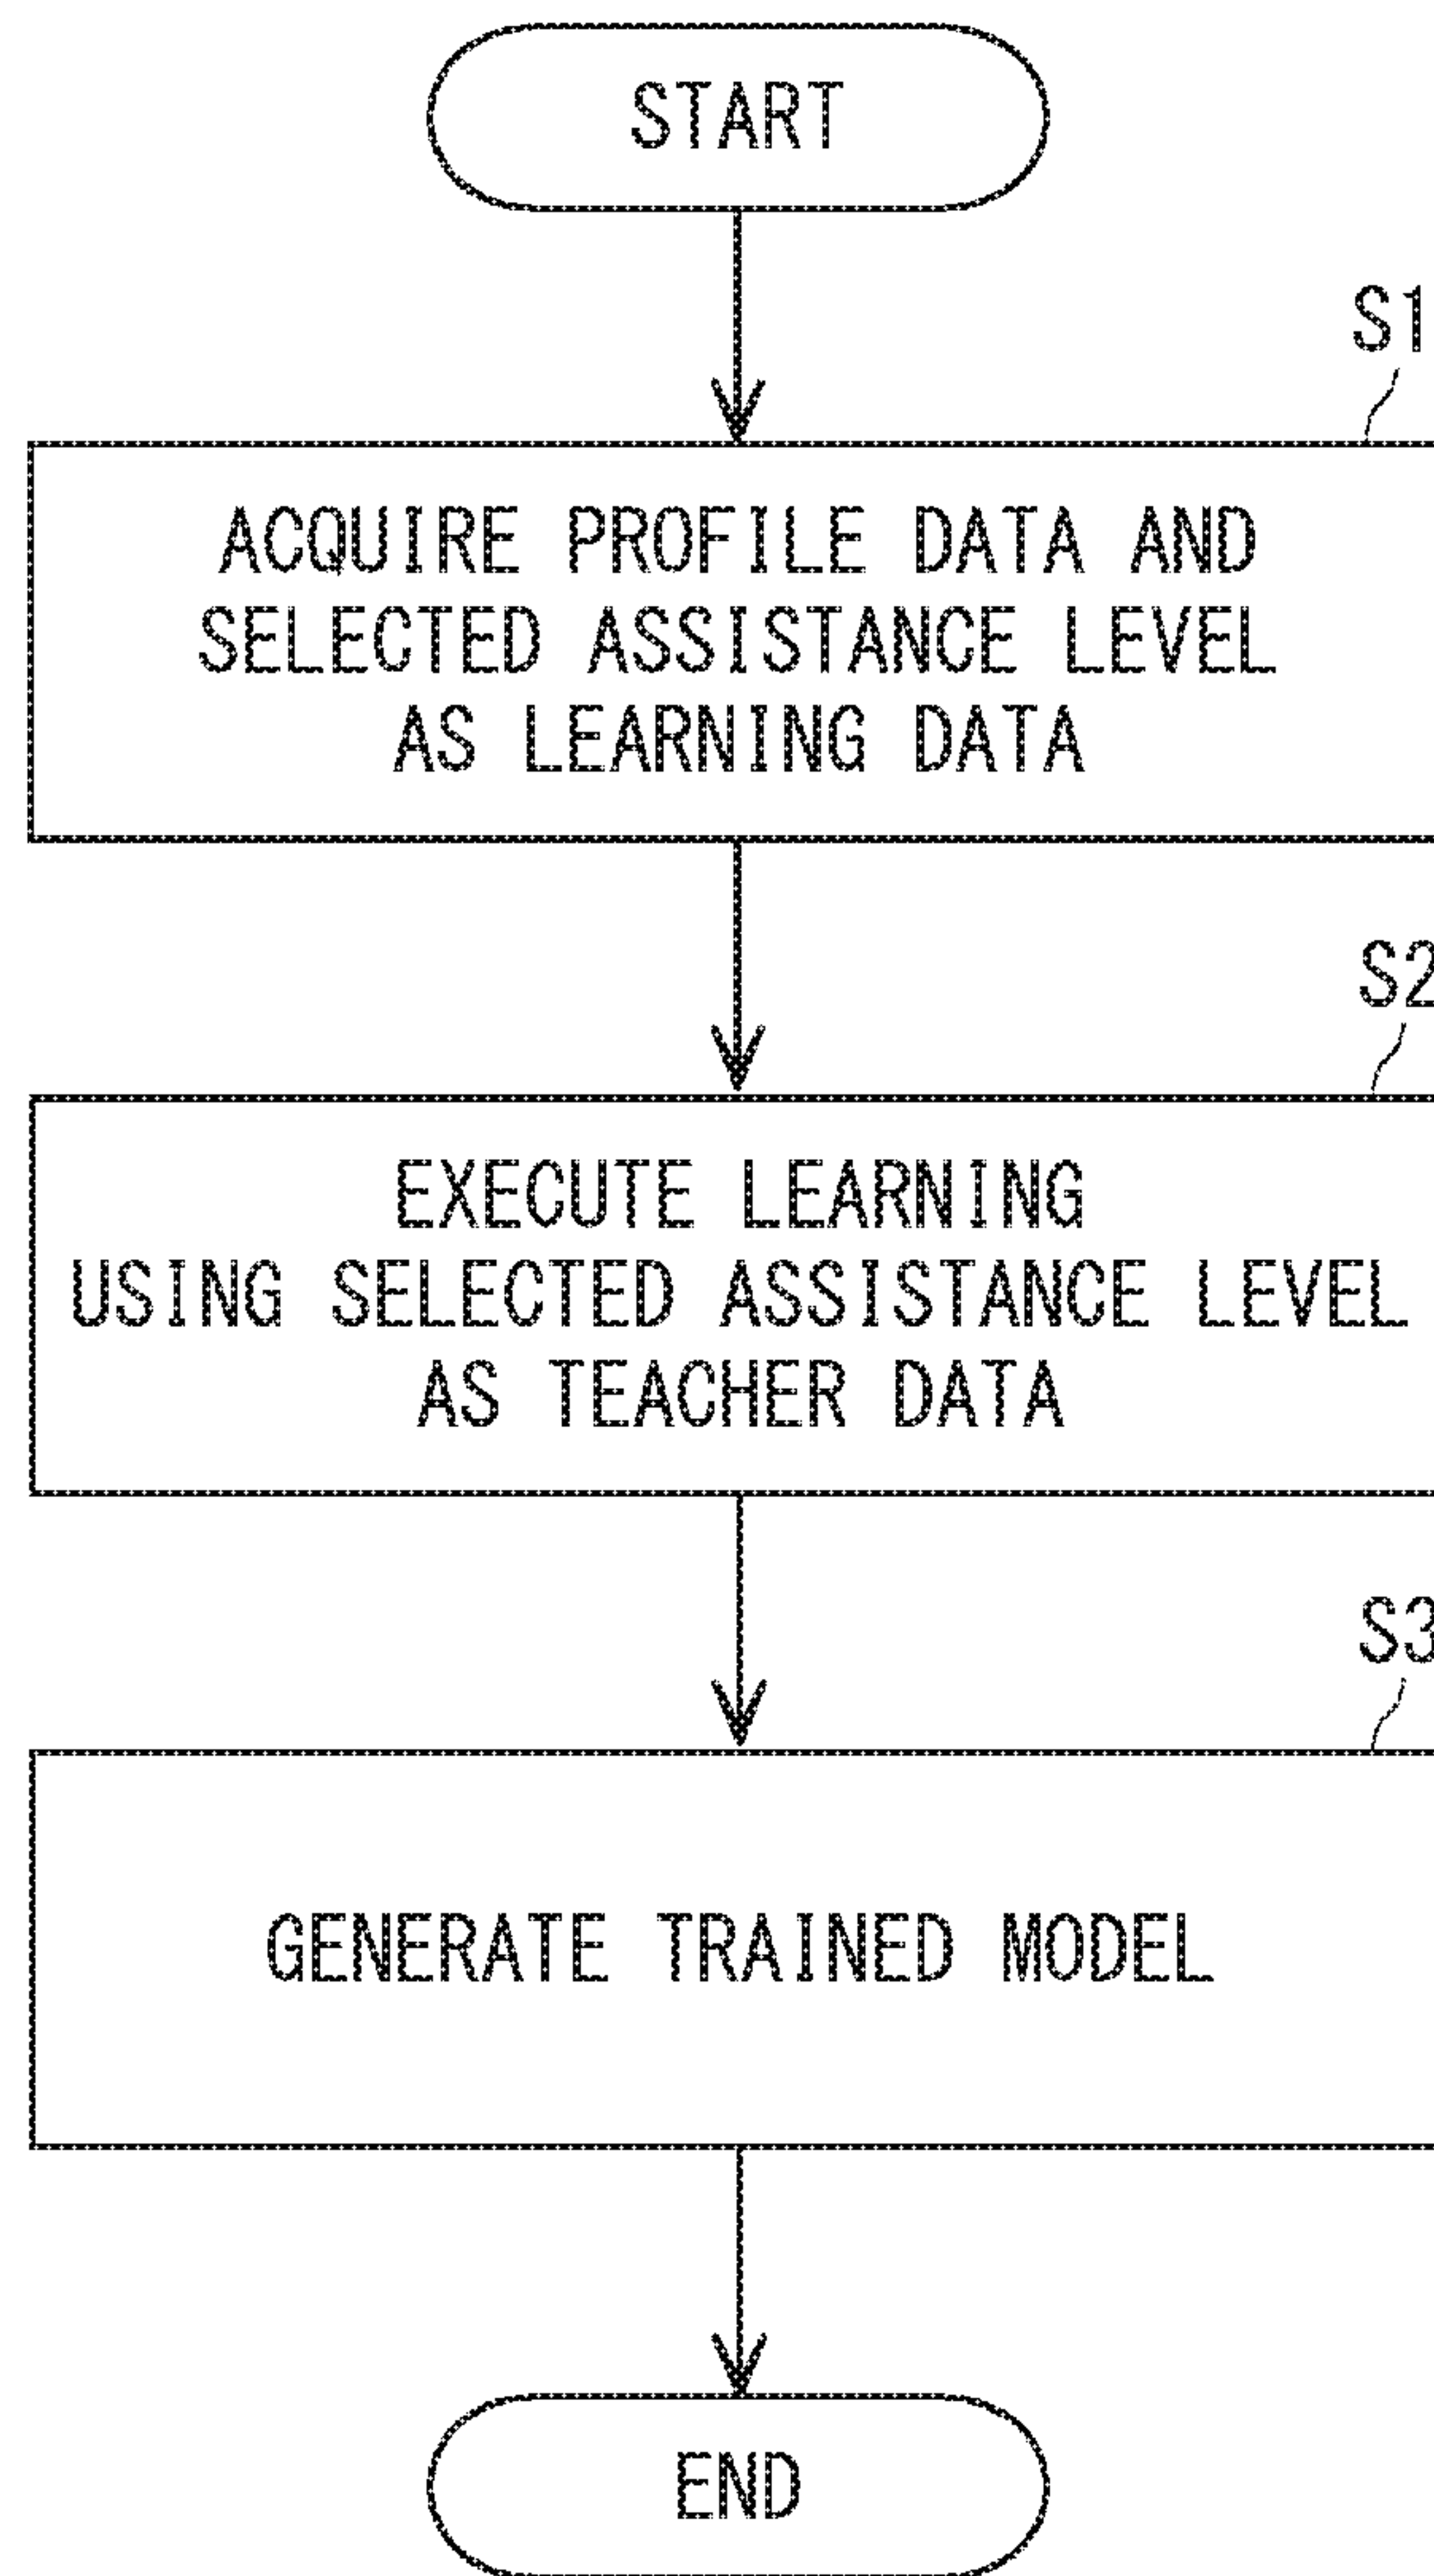 START
S1
ACQUIRE PROFILE DATA AND
SELECTED ASSISTANCE LEVEL
AS LEARNING DATA
S2
EXECUTE LEARNING
USING SELECTED ASSISTANCE LEVEL
AS TEACHER DATA
S3
GENERATE TRAINED MODEL
END